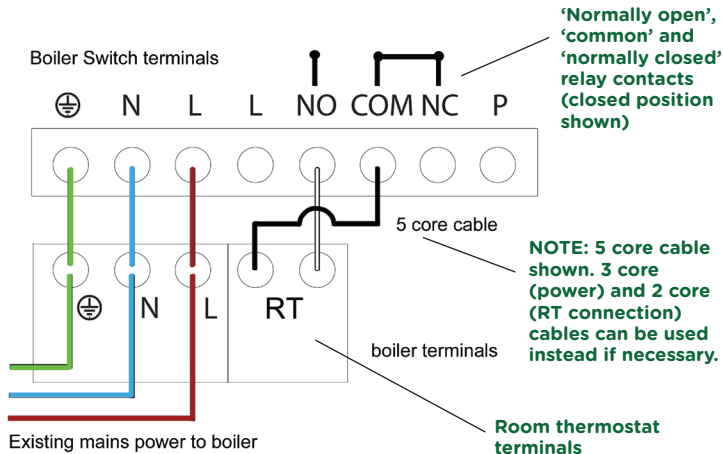 ‘Normally open’,
‘common’ and
‘normally closed’
relay contacts
(closed position
shown)
Boiler Switch terminals
N L L NO COM NC P
5 core cable
NOTE: 5 core cable
shown. 3 core
(power) and 2 core
(RT connection)
cables can be used
instead if necessary.
N L RT
boiler terminals
Room thermostat
terminals
Existing mains power to boiler